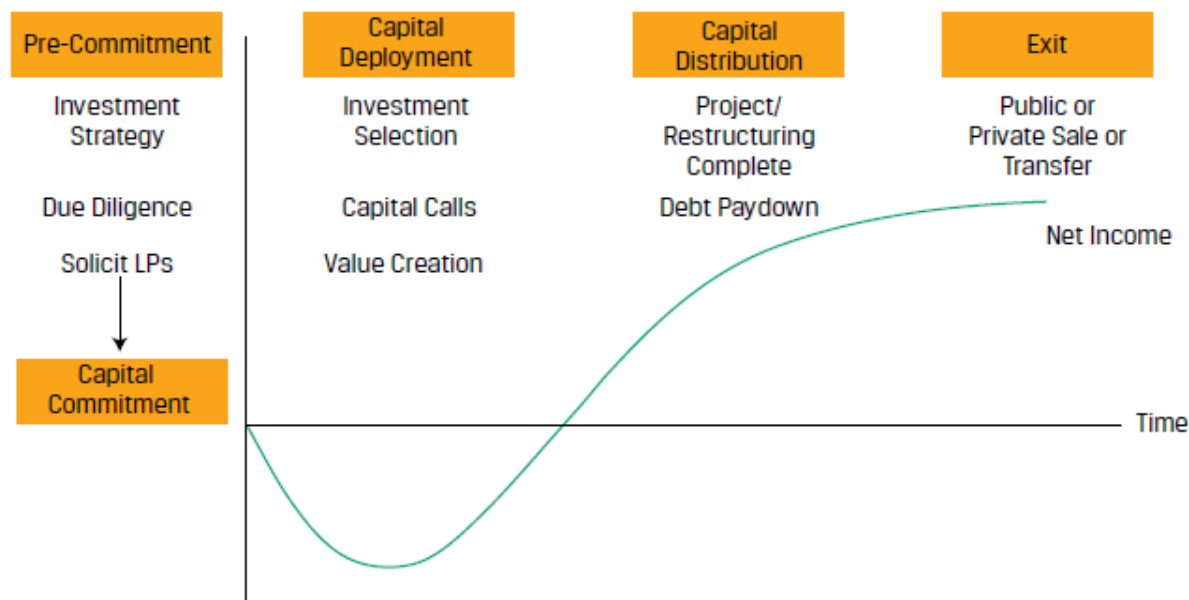 Pre-Commitment
Investment
Strategy
Due Diligence
Solicit LPs
Capital
Commitment
Capital
Deployment
Investment
Selection
Capital Calls
Value Creation
Capital
Distribution
Project/
Restructuring
Complete
Debt Paydown
Exit
Public or
Private Sale or
Transfer
Net Income
Time